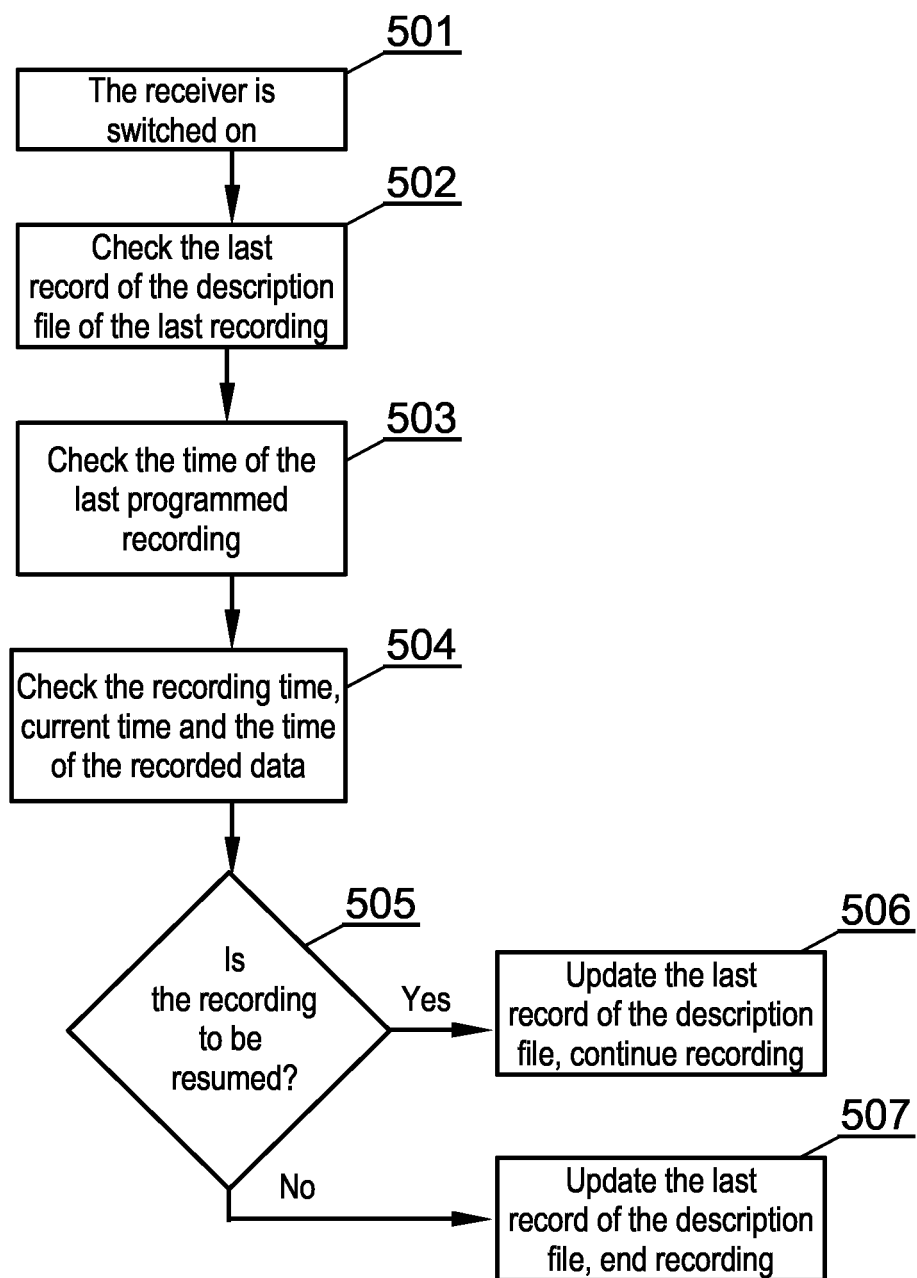 501
The receiver is
switched on
502
Check the last
record of the description
file of the last recording
503
Check the time of the
last programmed
recording
504
Check the recording time,
current time and the time
of the recorded data
505
Is
the recording
to be
resumed?
Yes
506
Update the last
record of the description
file, continue recording
No
507
Update the last
record of the description
file, end recording